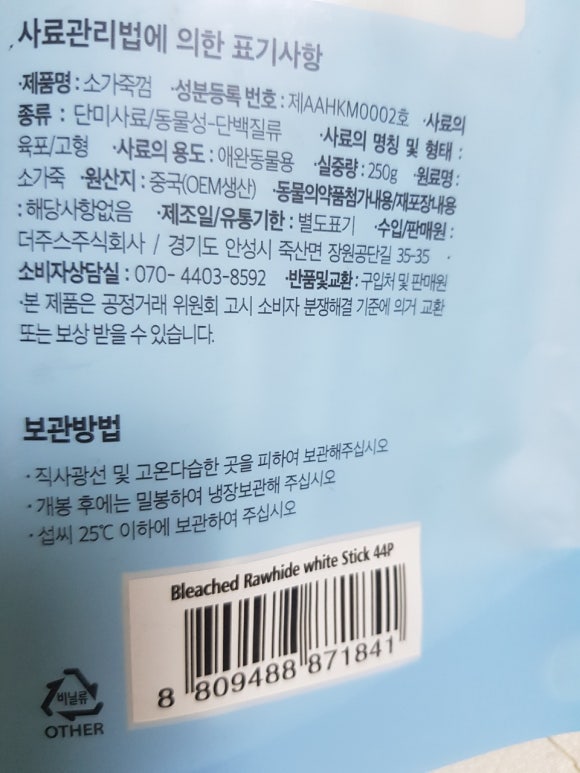 사료관리법에 의한 표기사항
·제품명 : 소가죽껌 ·성분등록 번호 : 제AAHKM0002호 ·사료의
종류 : 단미사료/동물성-단백질류 ·사료의 명칭 및 형태 :
육포/고형 ·사료의 용도 : 애완동물용 ·실중량 : 250g ·원료명 :
소가죽 ·원산지 : 중국(OEM생산) ·동물의약품첨가내용/재포장내용
: 해당사항없음 ·제조일/유통기한 : 별도표기 ·수입/판매원 :
더주스주식회사 / 경기도 안성시 죽산면 장원공단길 35-35 ·
소비자상담실 : 070- 4403-8592 ·반품및교환 : 구입처 및 판매원
·본 제품은 공정거래 위원회 고시 소비자 분쟁해결 기준에 의거 교환
또는 보상 받을 수 있습니다.
보관방법
·직사광선 및 고온다습한 곳을 피하여 보관해주십시오
·개봉 후에는 밀봉하여 냉장보관해 주십시오
·섭씨 25℃ 이하에 보관하여 주십시오
Bleached Rawhide white Stick 44P
8 809488 871841
비닐류
OTHER